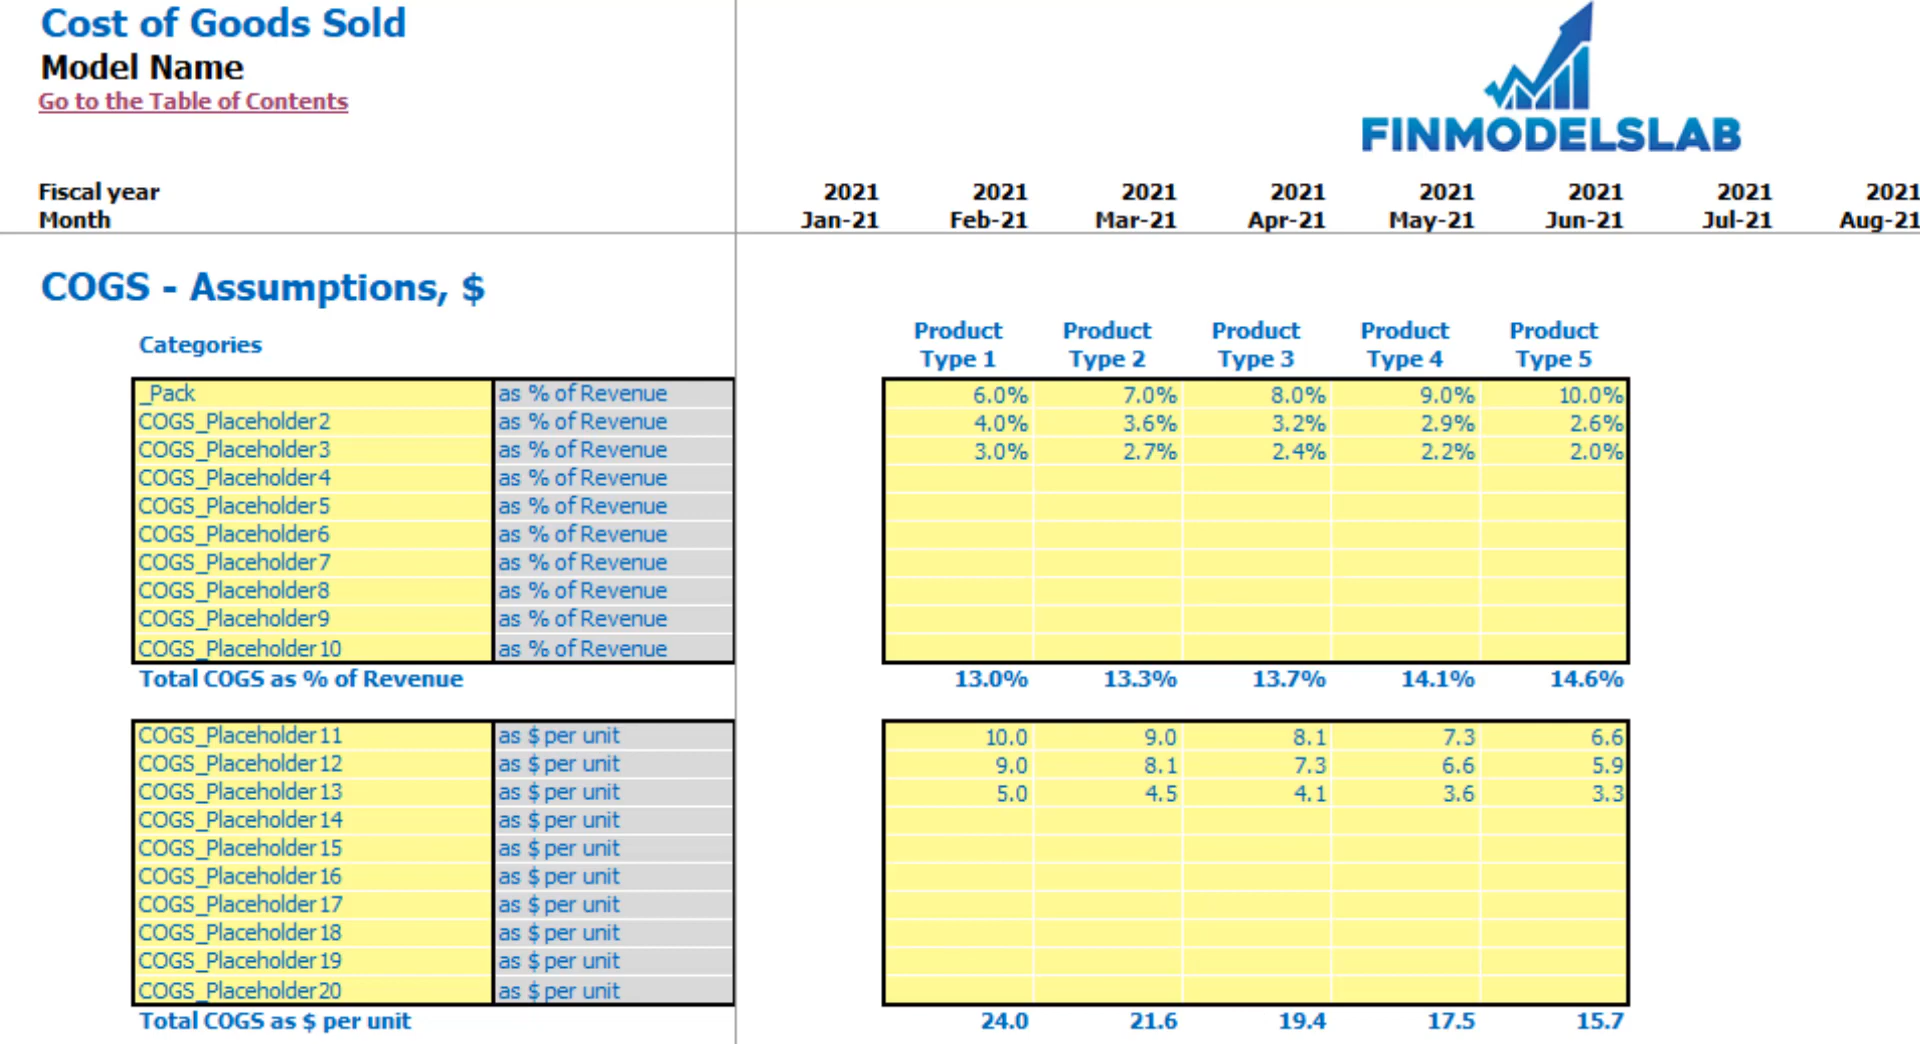 Cost of Goods Sold
Model Name
Go to the Table of Contents
FINMODELSLAB
Fiscal year 2021 2021 2021 2021 2021 2021 2021 2021
Month Jan-21 Feb-21 Mar-21 Apr-21 May-21 Jun-21 Jul-21 Aug-21
COGS - Assumptions, $
Categories Product Type 1 Product Type 2 Product Type 3 Product Type 4 Product Type 5
_Pack as % of Revenue 6.0% 7.0% 8.0% 9.0% 10.0%
COGS_Placeholder2 as % of Revenue 4.0% 3.6% 3.2% 2.9% 2.6%
COGS_Placeholder3 as % of Revenue 3.0% 2.7% 2.4% 2.2% 2.0%
COGS_Placeholder4 as % of Revenue
COGS_Placeholder5 as % of Revenue
COGS_Placeholder6 as % of Revenue
COGS_Placeholder7 as % of Revenue
COGS_Placeholder8 as % of Revenue
COGS_Placeholder9 as % of Revenue
COGS_Placeholder10 as % of Revenue
Total COGS as % of Revenue 13.0% 13.3% 13.7% 14.1% 14.6%
COGS_Placeholder11 as $ per unit 10.0 9.0 8.1 7.3 6.6
COGS_Placeholder12 as $ per unit 9.0 8.1 7.3 6.6 5.9
COGS_Placeholder13 as $ per unit 5.0 4.5 4.1 3.6 3.3
COGS_Placeholder14 as $ per unit
COGS_Placeholder15 as $ per unit
COGS_Placeholder16 as $ per unit
COGS_Placeholder17 as $ per unit
COGS_Placeholder18 as $ per unit
COGS_Placeholder19 as $ per unit
COGS_Placeholder20 as $ per unit
Total COGS as $ per unit 24.0 21.6 19.4 17.5 15.7